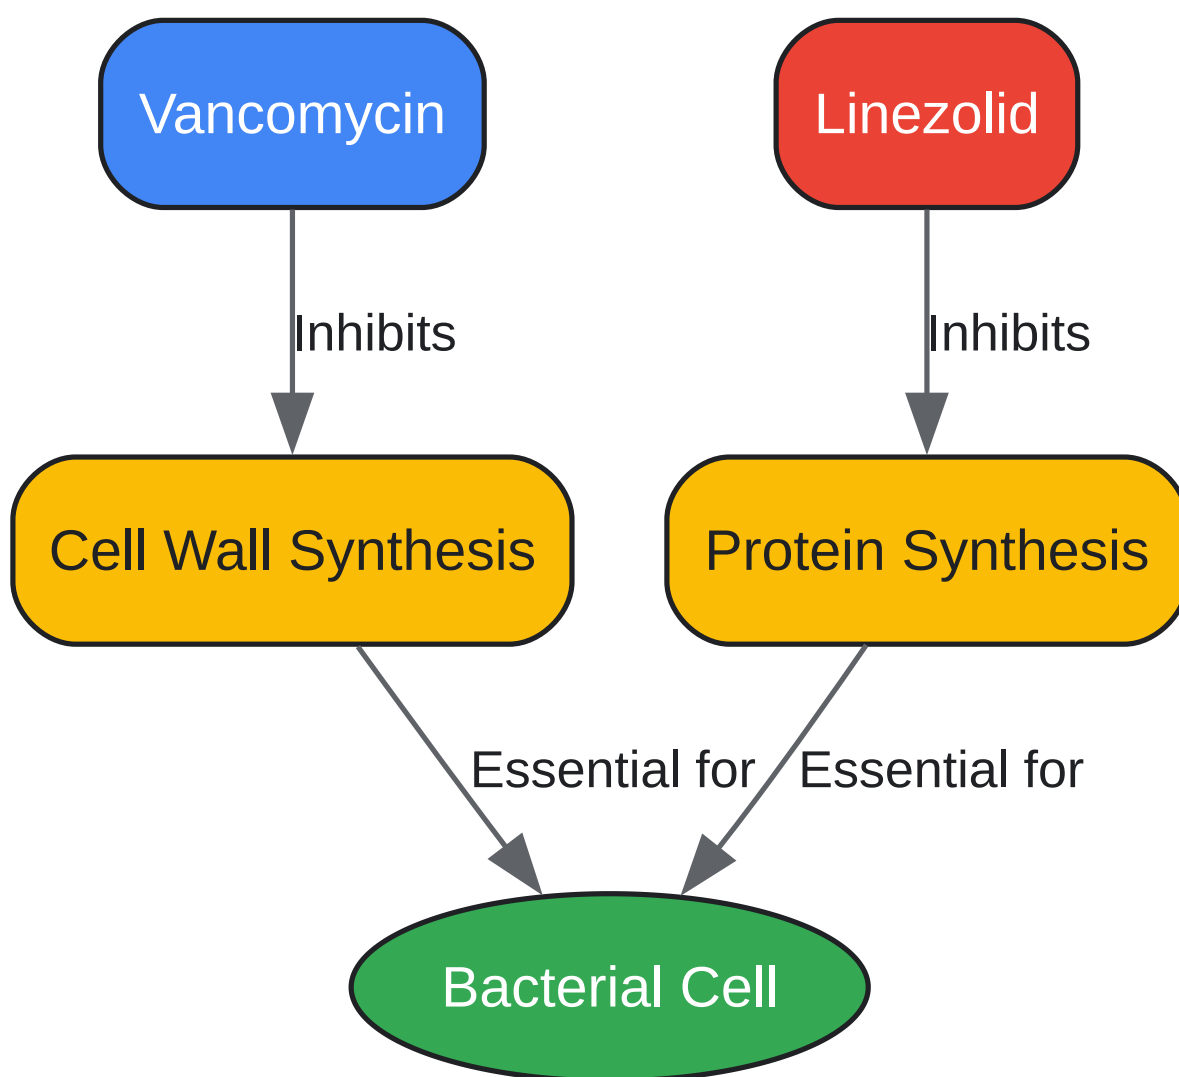 Vancomycin
Linezolid
Inhibits
Inhibits
Cell Wall Synthesis
Protein Synthesis
Essential for
Essential for
Bacterial Cell